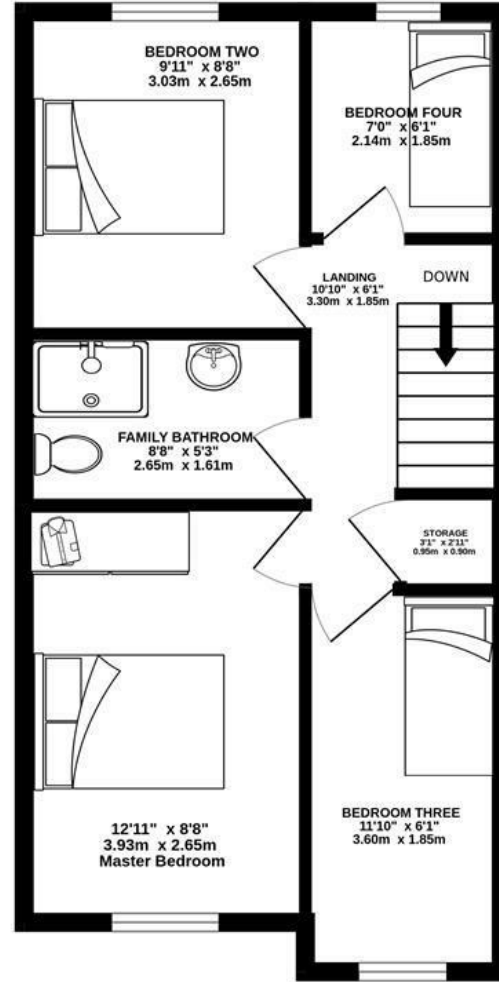 BEDROOM TWO
9'11" x 8'8"
3.03m x 2.65m
BEDROOM FOUR
7'0" x 6'1"
2.14m x 1.85m
LANDING
10'10" x 6'1"
3.30m x 1.85m
DOWN
FAMILY BATHROOM
8'8" x 5'3"
2.65m x 1.61m
STORAGE
3'1" x 2'11"
0.95m x 0.90m
12'11" x 8'8"
3.93m x 2.65m
Master Bedroom
BEDROOM THREE
11'10" x 6'1"
3.60m x 1.85m